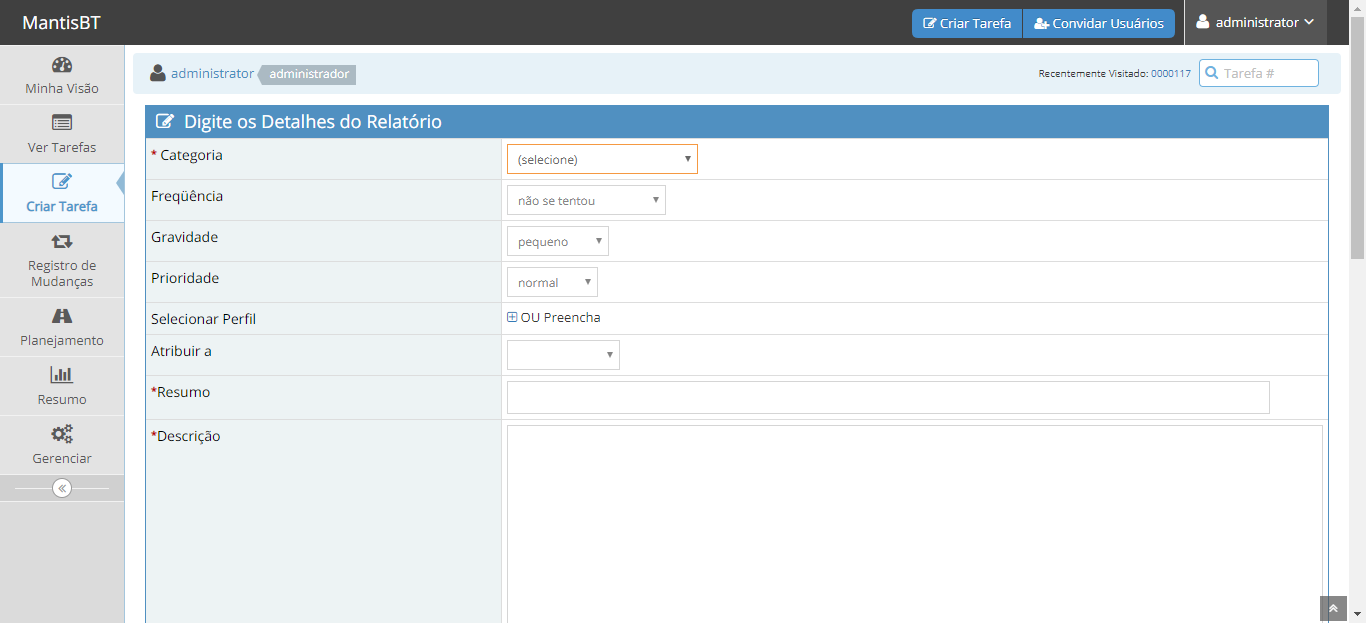 MantisBT
Criar Tarefa
Convidar Usuários
administrator
Minha Visão
Ver Tarefas
Criar Tarefa
Registro de
Mudanças
Planejamento
Resumo
Gerenciar
administrator administrador
Recentemente Visitado: 0000117
Tarefa #
Digite os Detalhes do Relatório
* Categoria
(selecione)
Freqüência
não se tentou
Gravidade
pequeno
Prioridade
normal
Selecionar Perfil
OU Preencha
Atribuir a
*Resumo
*Descrição